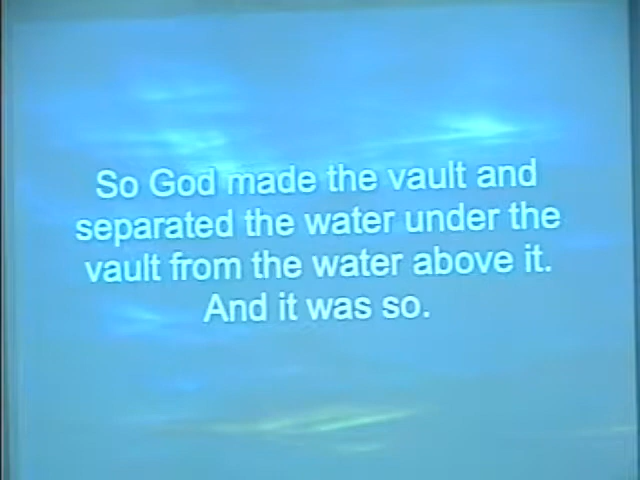 So God made the vault and
separated the water under the
vault from the water above it.
And it was so.